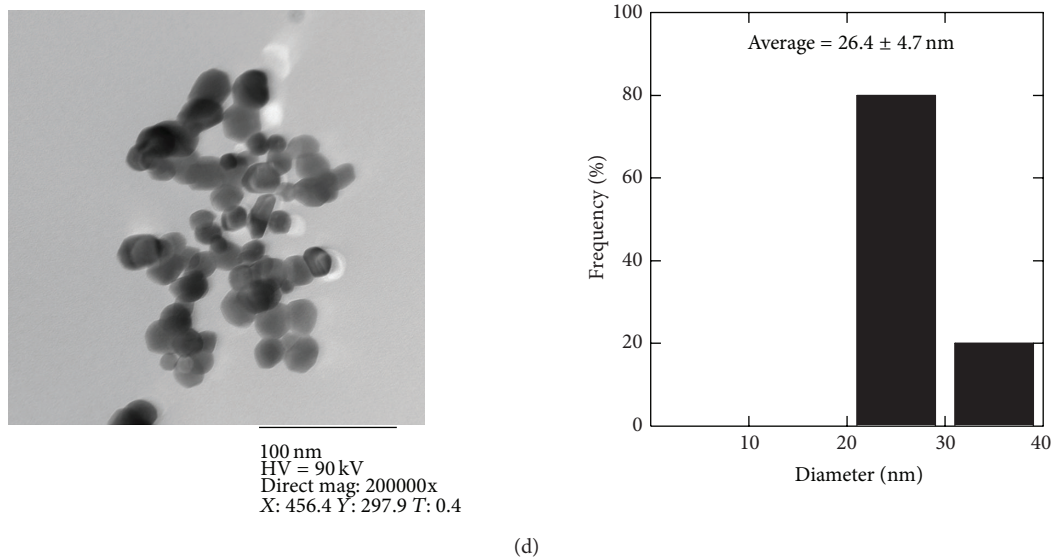 100 nm
HV = 90 kV
Direct mag: 200000x
X: 456.4 Y: 297.9 T: 0.4
Average = 26.4 ± 4.7 nm
Frequency (%)
100
80
60
40
20
0
10 20 30 40
Diameter (nm)
(d)